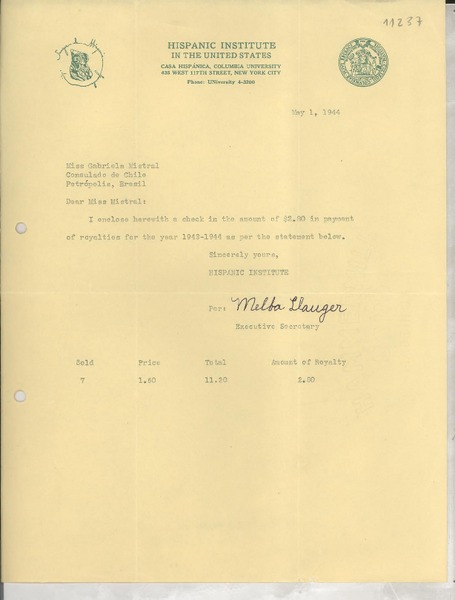 11237
HISPANIC INSTITUTE
IN THE UNITED STATES
CASA HISPÁNICA, COLUMBIA UNIVERSITY
435 WEST 117TH STREET, NEW YORK CITY
Phone: UNiversity 4-3200
May 1, 1944
Miss Gabriela Mistral
Consulado de Chile
Petrópolis, Brazil
Dear Miss Mistral:
I enclose herewith a check in the amount of $2.80 in payment
of royalties for the year 1943-1944 as per the statement below.
Sincerely yours,
HISPANIC INSTITUTE
Per: Melba Llauger
Executive Secretary
Sold Price Total Amount of Royalty
7 1.60 11.20 2.80